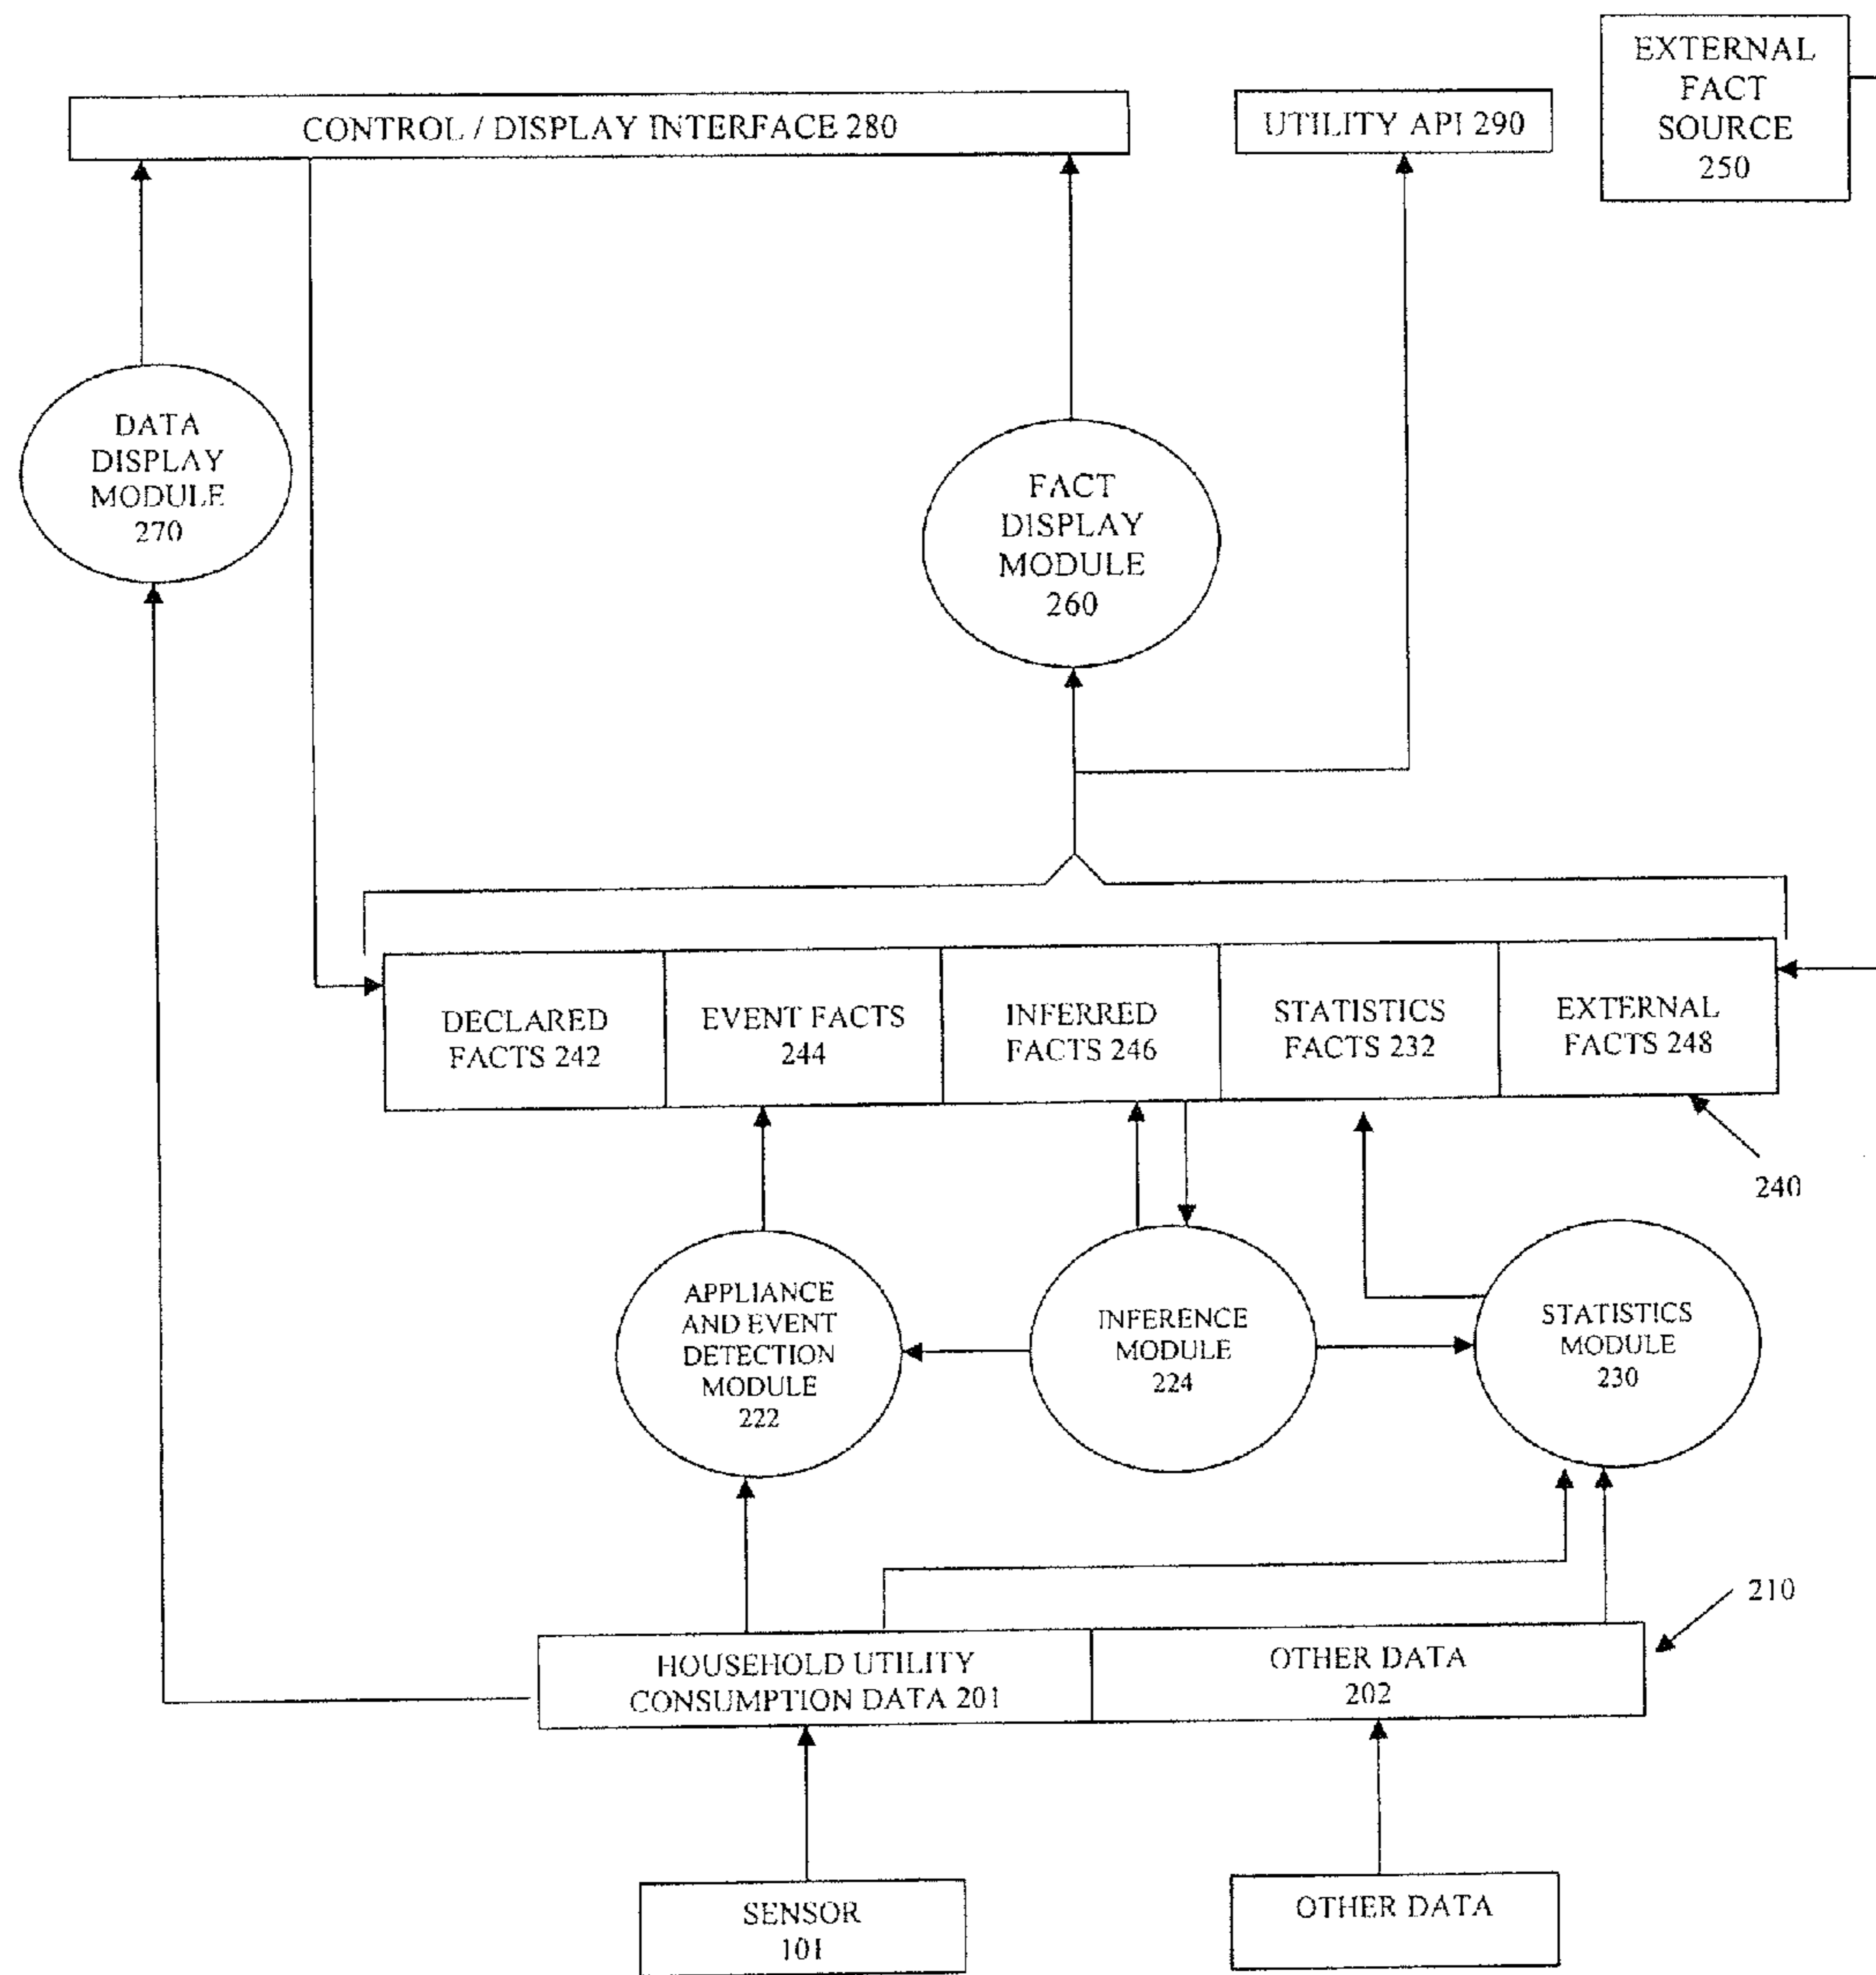 EXTERNAL
FACT
SOURCE
250
CONTROL / DISPLAY INTERFACE 280
UTILITY API 290
DATA
DISPLAY
MODULE
270
FACT
DISPLAY
MODULE
260
DECLARED
FACTS 242
EVENT FACTS
244
INFERRED
FACTS 246
STATISTICS
FACTS 232
EXTERNAL
FACTS 248
240
APPLIANCE
AND EVENT
DETECTION
MODULE
222
INFERENCE
MODULE
224
STATISTICS
MODULE
230
210
HOUSEHOLD UTILITY
CONSUMPTION DATA 201
OTHER DATA
202
SENSOR
101
OTHER DATA